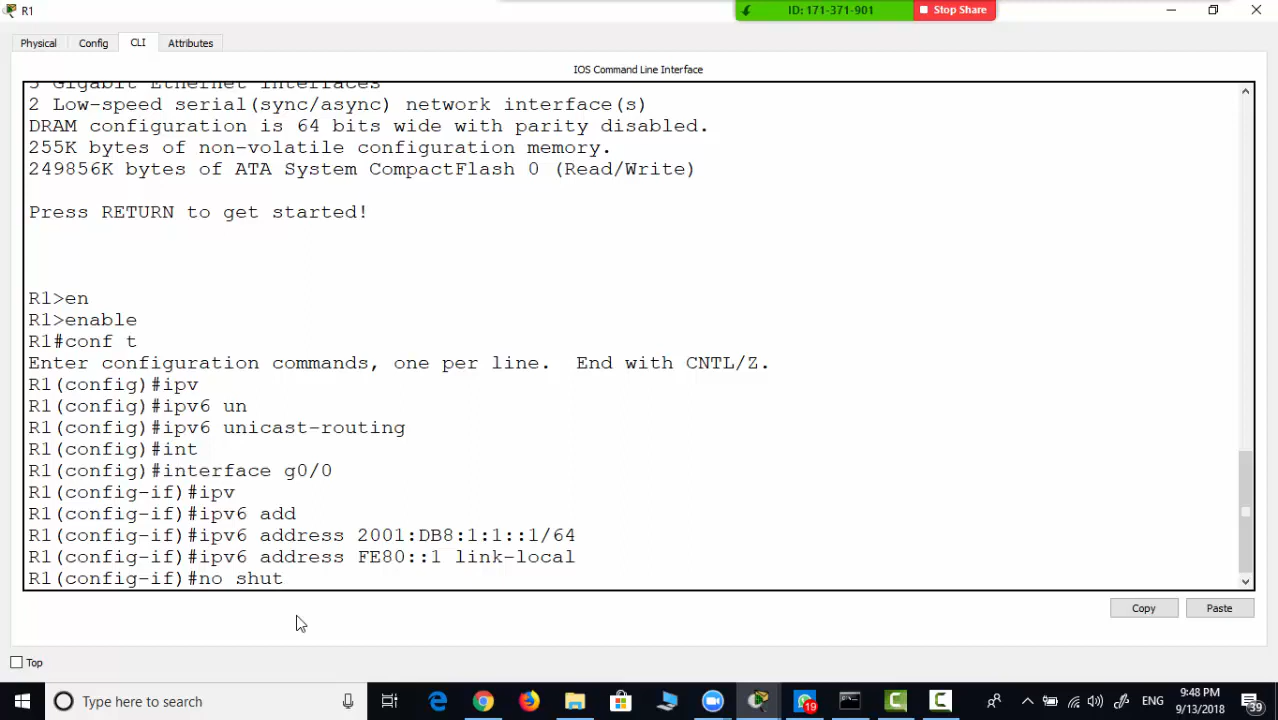 R1
ID: 171-371-901
Stop Share
Physical
Config
CLI
Attributes
IOS Command Line Interface
3 Gigabit Ethernet interfaces
2 Low-speed serial(sync/async) network interface(s)
DRAM configuration is 64 bits wide with parity disabled.
255K bytes of non-volatile configuration memory.
249856K bytes of ATA System CompactFlash 0 (Read/Write)
Press RETURN to get started!
R1>en
R1>enable
R1#conf t
Enter configuration commands, one per line.  End with CNTL/Z.
R1(config)#ipv
R1(config)#ipv6 un
R1(config)#ipv6 unicast-routing
R1(config)#int
R1(config)#interface g0/0
R1(config-if)#ipv
R1(config-if)#ipv6 add
R1(config-if)#ipv6 address 2001:DB8:1:1::1/64
R1(config-if)#ipv6 address FE80::1 link-local
R1(config-if)#no shut
Copy
Paste
Top
Type here to search
19
ENG
9:48 PM
9/13/2018
39